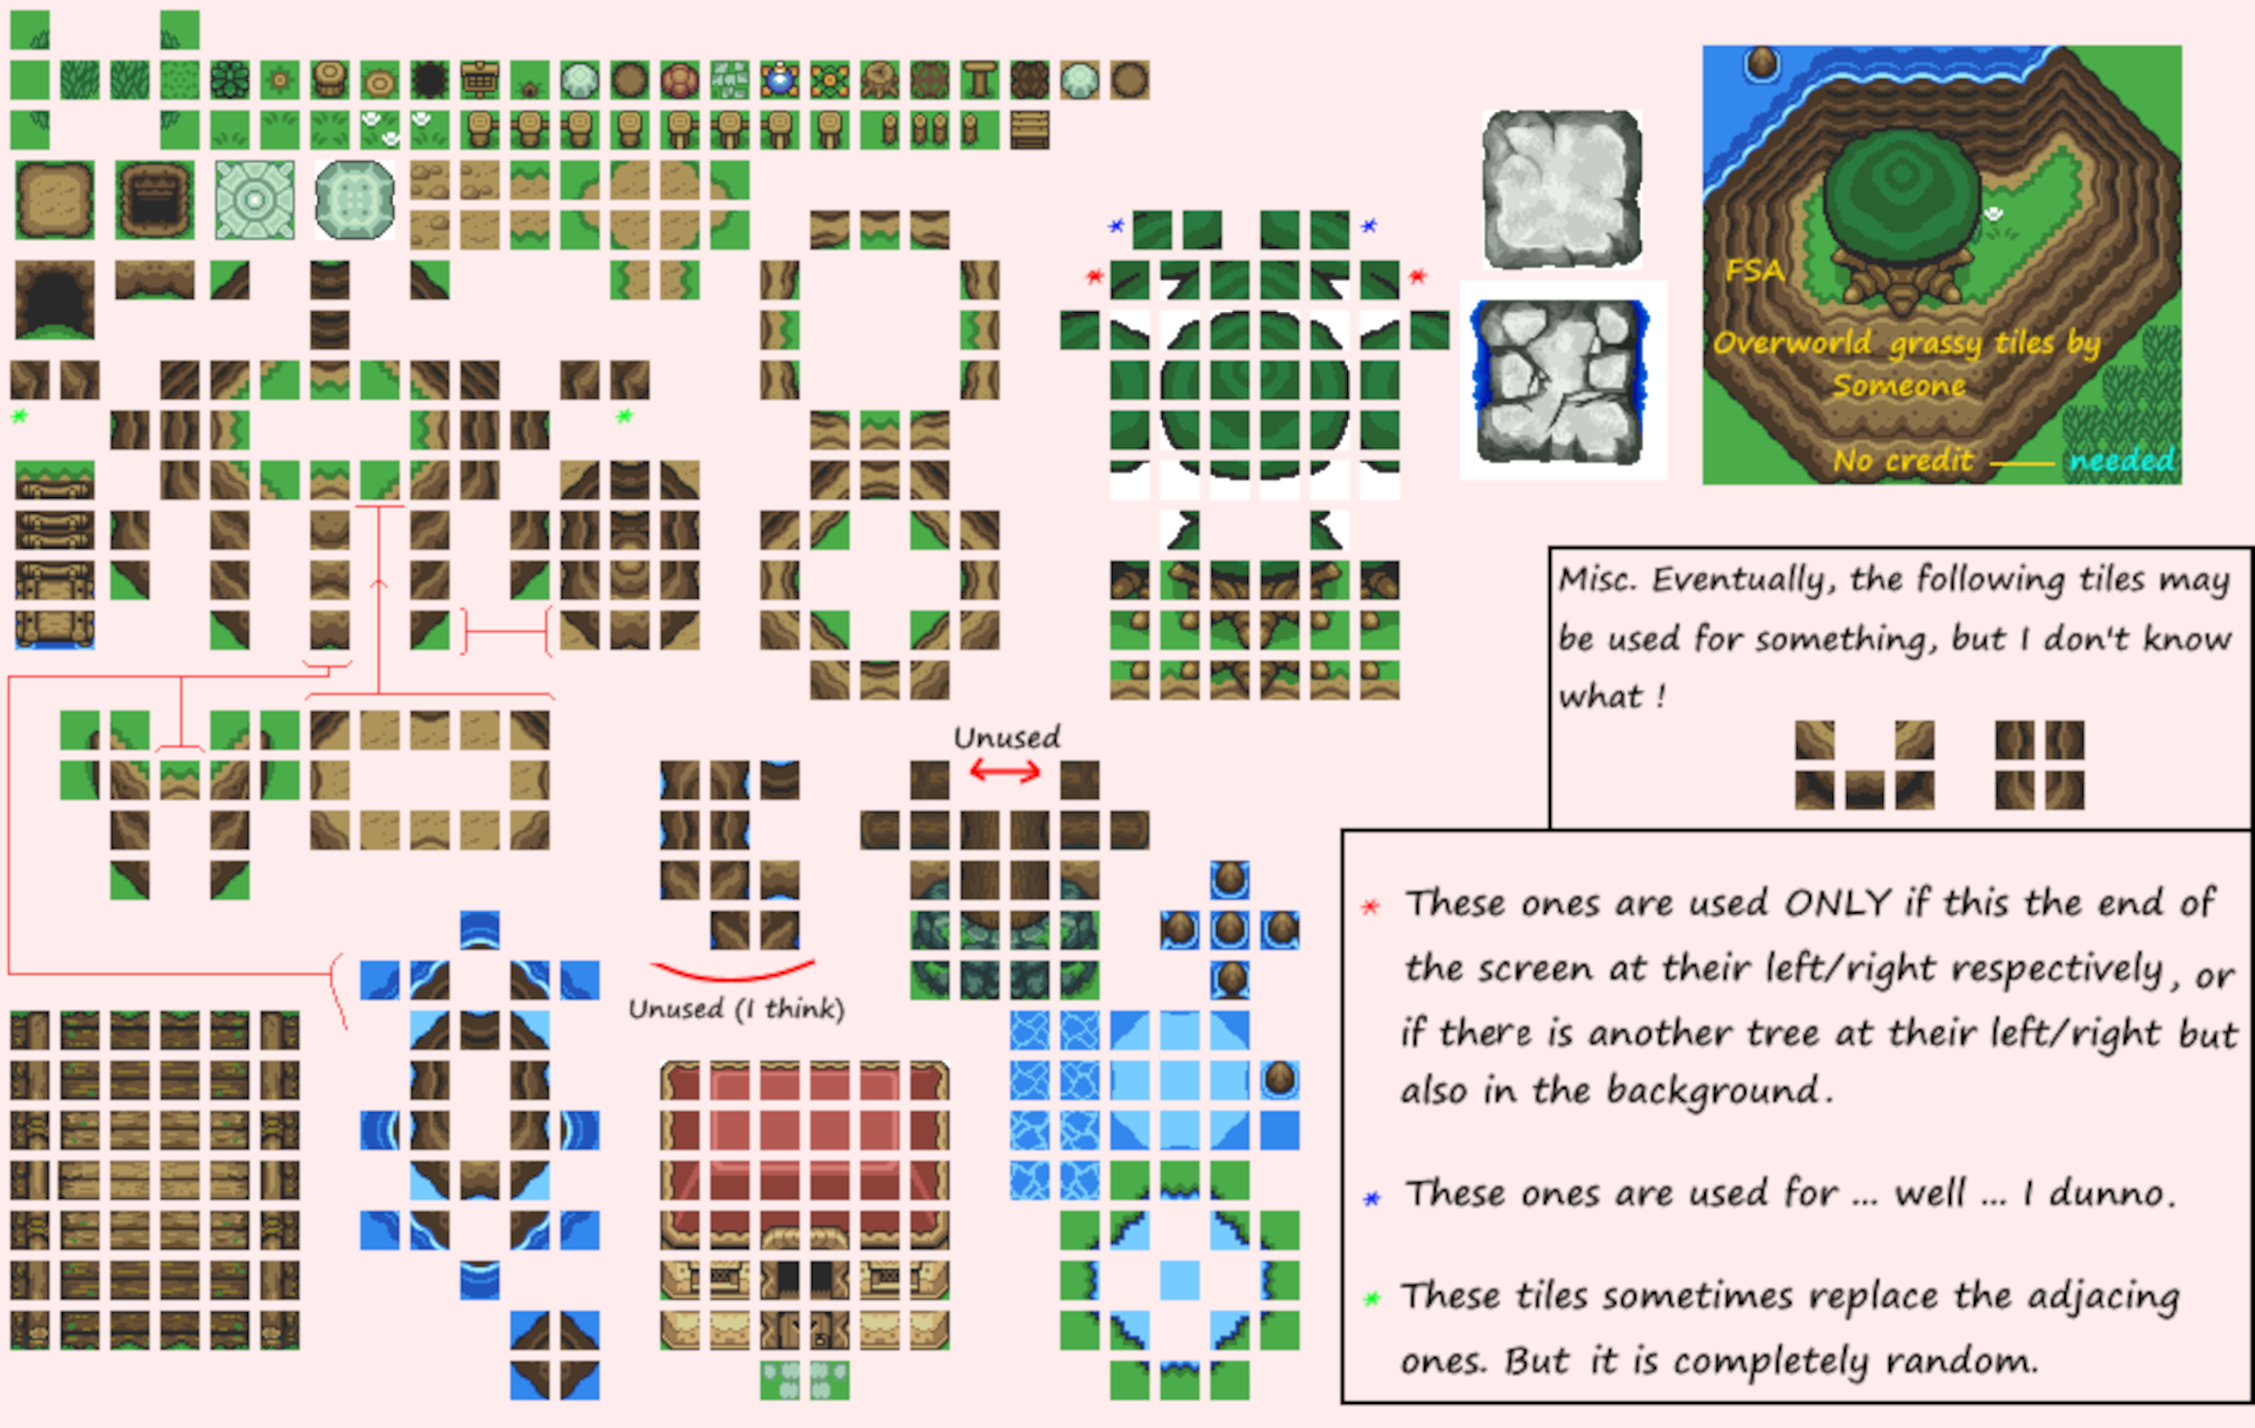 FSA
Overworld grassy tiles by
Someone
No credit — needed
Misc. Eventually, the following tiles may
be used for something, but I don't know
what !
Unused
Unused (I think)
* These ones are used ONLY if this the end of
the screen at their left/right respectively, or
if there is another tree at their left/right but
also in the background.
* These ones are used for ... well ... I dunno.
* These tiles sometimes replace the adjacing
ones. But it is completely random.